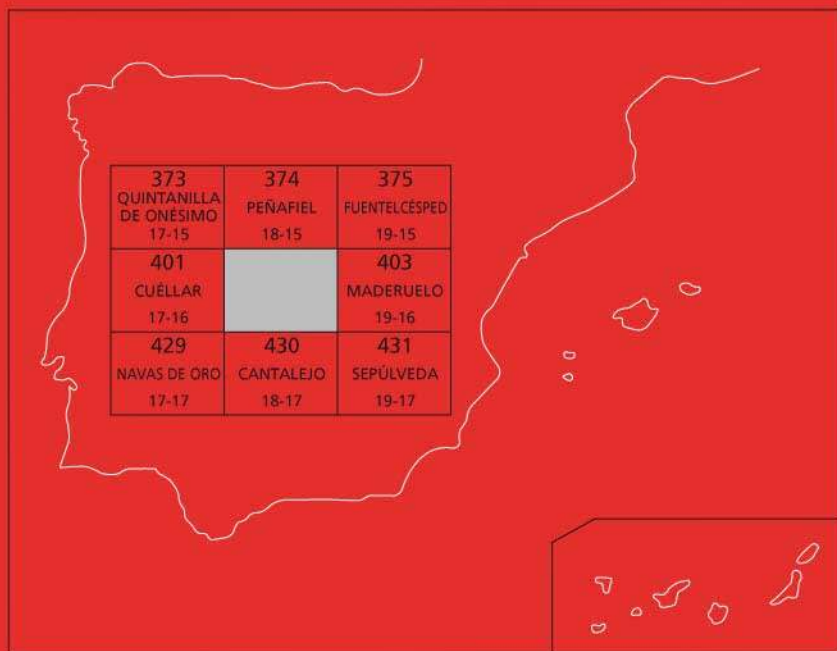 373
QUINTANILLA
DE ONÉSIMO
17-15
374
PEÑAFIEL
18-15
375
FUENTELCÉSPED
19-15
401
CUÉLLAR
17-16
403
MADERUELO
19-16
429
NAVAS DE ORO
17-17
430
CANTALEJO
18-17
431
SEPÚLVEDA
19-17